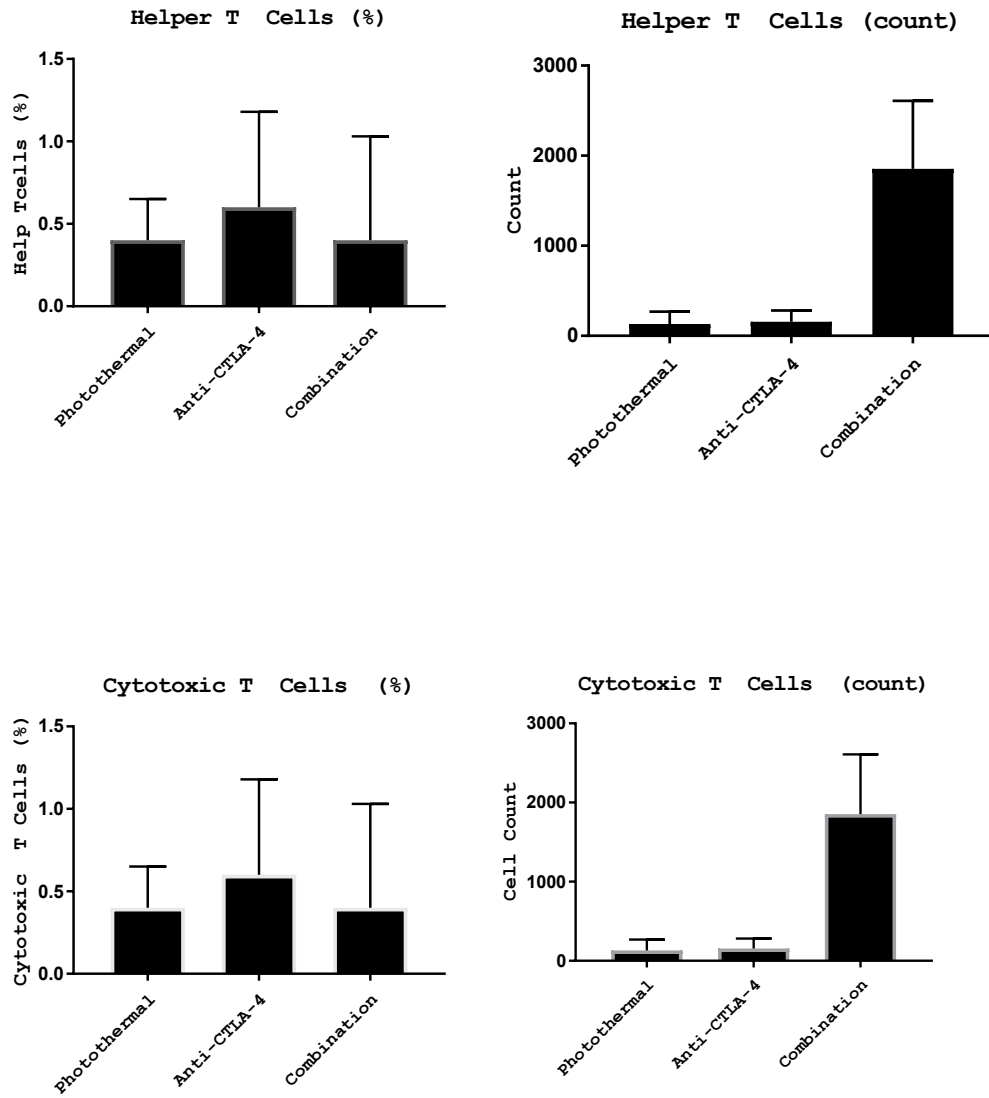 Helper T Cells (%)
Help Tcells (%)
1.5
1.0
0.5
0.0
Photothermal
Anti-CTLA-4
Combination
Helper T Cells (count)
Count
3000
2000
1000
0
Photothermal
Anti-CTLA-4
Combination
Cytotoxic T Cells (%)
Cytotoxic T Cells (%)
1.5
1.0
0.5
0.0
Photothermal
Anti-CTLA-4
Combination
Cytotoxic T Cells (count)
Cell Count
3000
2000
1000
0
Photothermal
Anti-CTLA-4
Combination